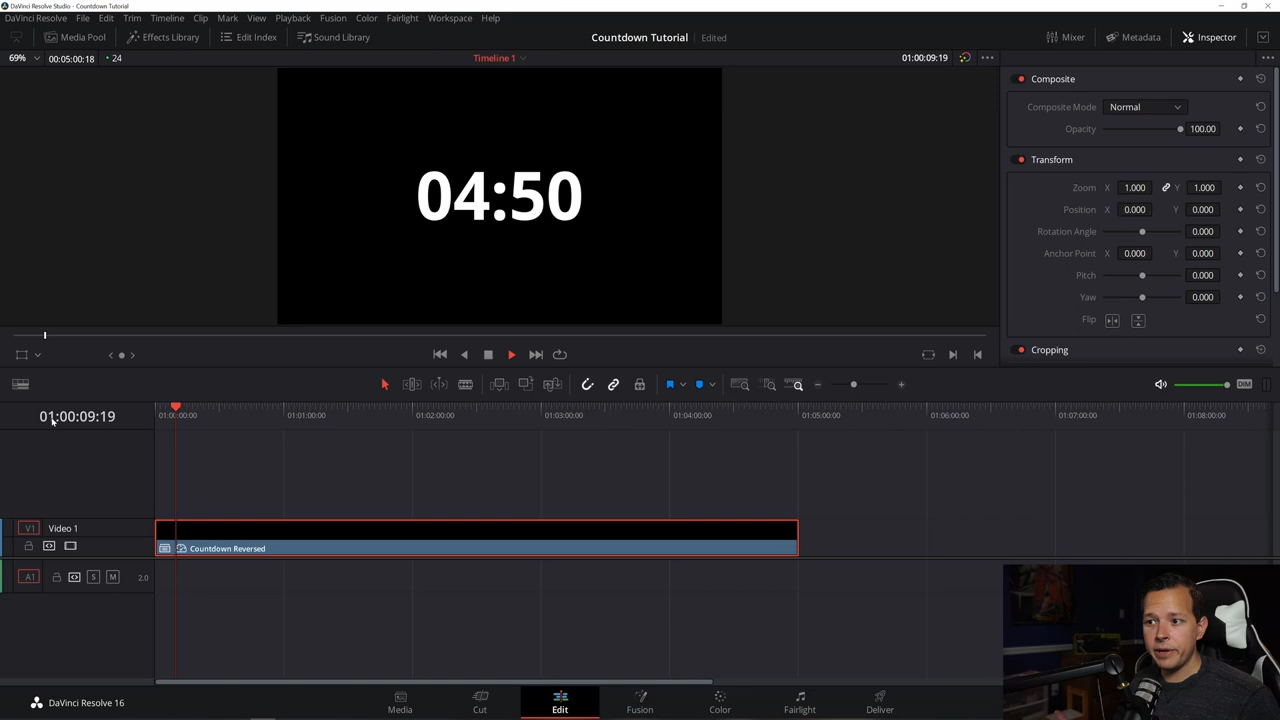 DaVinci Resolve Studio - Countdown Tutorial
DaVinci Resolve File Edit Trim Timeline Clip Mark View Playback Fusion Color Fairlight Workspace Help
Media Pool Effects Library Edit Index Sound Library Countdown Tutorial Edited Mixer Metadata Inspector
69% 00:05:00:18 24 Timeline 1 01:00:09:19
Composite
Composite Mode Normal
Opacity 100.00
Transform
Zoom X 1.000 Y 1.000
Position X 0.000 Y 0.000
Rotation Angle 0.000
Anchor Point X 0.000 Y 0.000
Pitch 0.000
Yaw 0.000
Flip
Cropping
04:50
DIM
01:00:09:19 01:00:00:00 01:01:00:00 01:02:00:00 01:03:00:00 01:04:00:00 01:05:00:00 01:06:00:00 01:07:00:00 01:08:00:00
V1 Video 1
Countdown Reversed
A1 S M 2.0
DaVinci Resolve 16 Media Cut Edit Fusion Color Fairlight Deliver